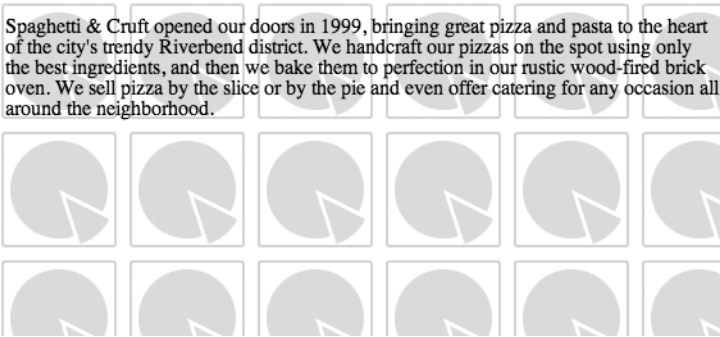 Spaghetti & Cruft opened our doors in 1999, bringing great pizza and pasta to the heart
of the city's trendy Riverbend district. We handcraft our pizzas on the spot using only
the best ingredients, and then we bake them to perfection in our rustic wood-fired brick
oven. We sell pizza by the slice or by the pie and even offer catering for any occasion all
around the neighborhood.